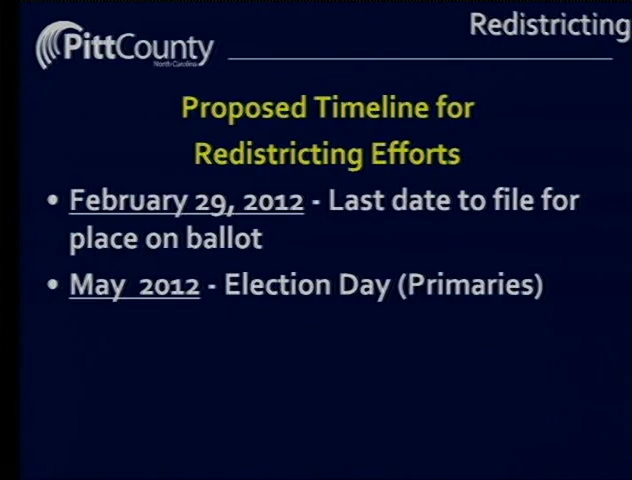 Redistricting
PittCounty
North Carolina
Proposed Timeline for
Redistricting Efforts
• February 29, 2012 - Last date to file for
place on ballot
• May 2012 - Election Day (Primaries)